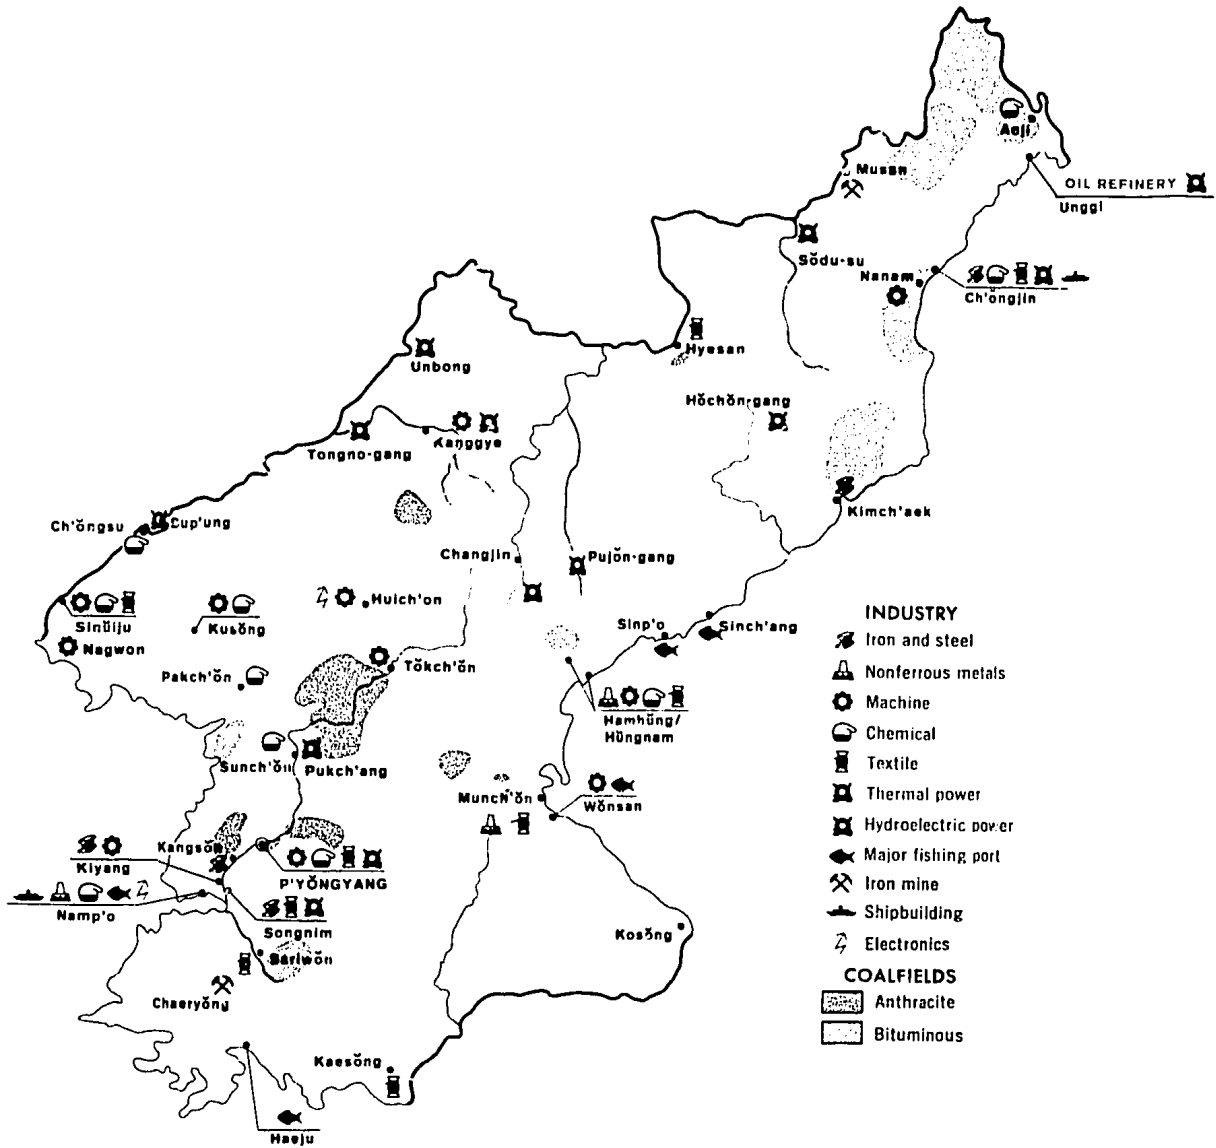 Aoji
Musan
OIL REFINERY
Unggi
Sŏdu-su
Nanam
Ch'ŏngjin
Hyesan
Unbong
Hŏchŏn-gang
Kanggye
Tongno-gang
Kimch'aek
Ch'ŏngsu
Sup'ung
Changjin
Pujŏn-gang
Huich'on
Sinŭiju
Kusŏng
Nagwon
Sinp'o
Sinch'ang
Pakch'ŏn
Tŏkch'ŏn
Hamhŭng/
Hŭngnam
Sunch'ŏn
Pukch'ang
Munch'ŏn
Wŏnsan
Kangsŏn
Kiyang
P'YŎNGYANG
Namp'o
Songnim
Kosŏng
Sariwŏn
Chaeryŏng
Kaesŏng
Haeju
INDUSTRY
Iron and steel
Nonferrous metals
Machine
Chemical
Textile
Thermal power
Hydroelectric power
Major fishing port
Iron mine
Shipbuilding
Electronics
COALFIELDS
Anthracite
Bituminous